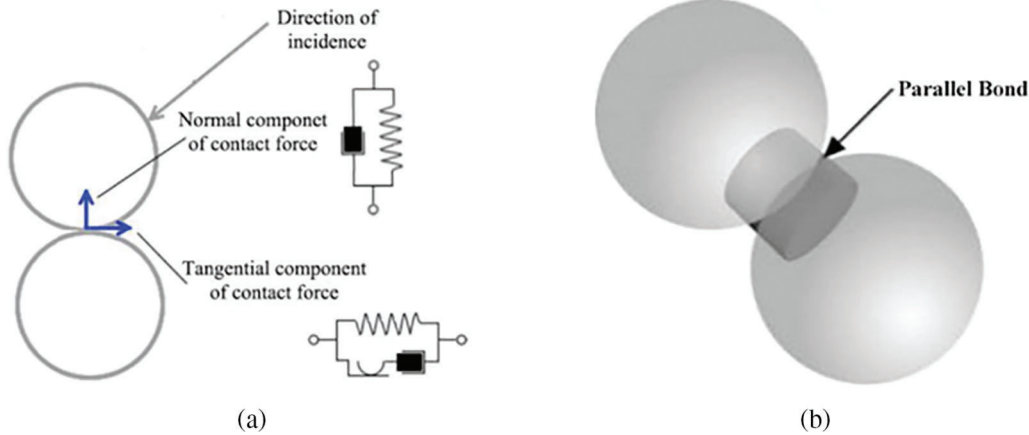 Direction of
incidence
Normal componet
of contact force
Tangential component
of contact force
Parallel Bond
(a)
(b)